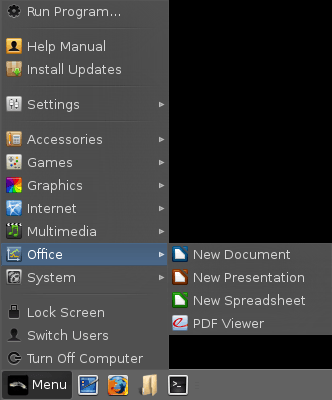 Run Program...
Help Manual
Install Updates
Settings
Accessories
Games
Graphics
Internet
Multimedia
Office
System
New Document
New Presentation
New Spreadsheet
PDF Viewer
Lock Screen
Switch Users
Turn Off Computer
Menu